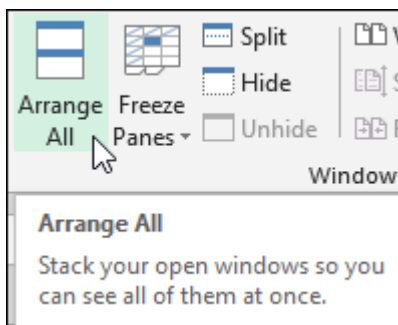 Arrange All
Freeze Panes
Split
Hide
Unhide
Window
Arrange All
Stack your open windows so you
can see all of them at once.